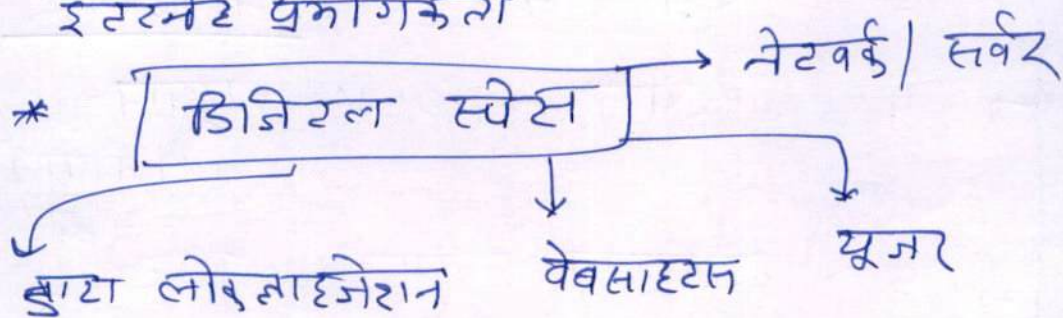 इंटरनेट प्रयोगकर्ता
* डिजिटल स्पेस → नेटवर्क / सर्वर
डाटा लोकलाइजेशन वेबसाइटस यूजर